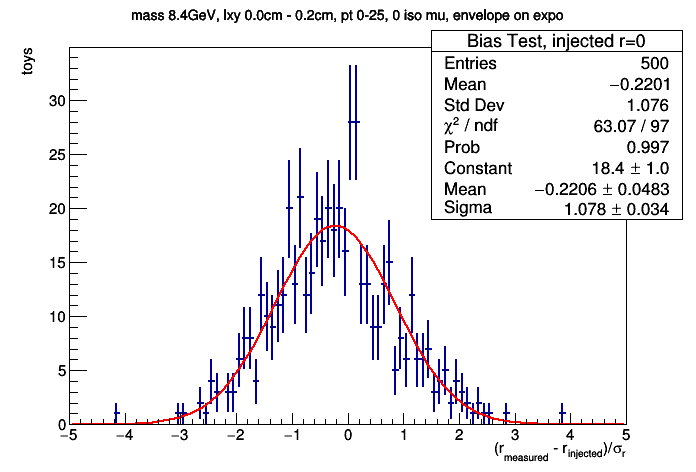 mass 8.4GeV, lxy 0.0cm - 0.2cm, pt 0-25, 0 iso mu, envelope on expo
toys
Bias Test, injected r=0
Entries 500
Mean −0.2201
Std Dev 1.076
χ² / ndf 63.07 / 97
Prob 0.997
Constant 18.4 ± 1.0
Mean −0.2206 ± 0.0483
Sigma 1.078 ± 0.034
30
25
20
15
10
5
0
−5 −4 −3 −2 −1 0 1 2 3 4 5
(r_measured - r_injected)/σ_r